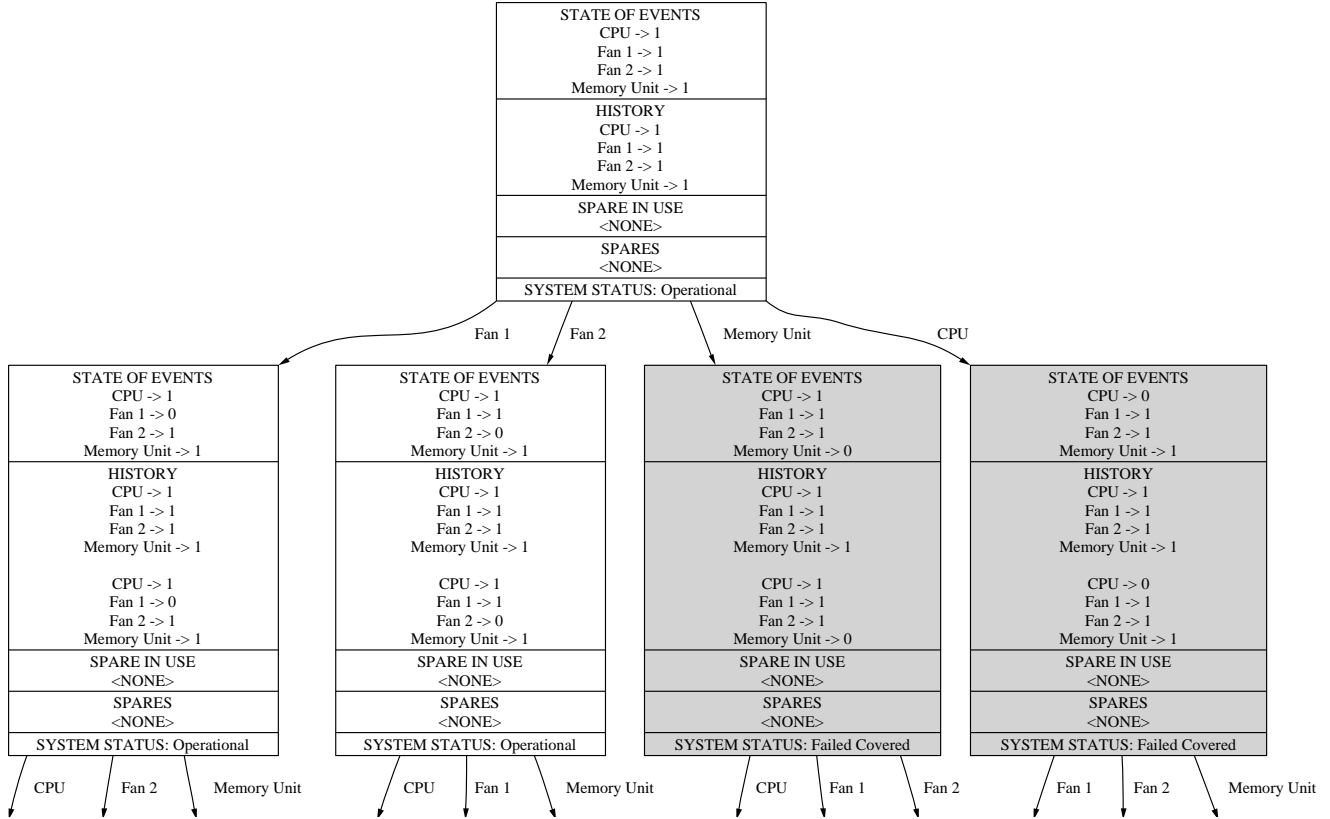 STATE OF EVENTS
CPU -> 1
Fan 1 -> 1
Fan 2 -> 1
Memory Unit -> 1
HISTORY
CPU -> 1
Fan 1 -> 1
Fan 2 -> 1
Memory Unit -> 1
SPARE IN USE
<NONE>
SPARES
<NONE>
SYSTEM STATUS: Operational
Fan 1
Fan 2
Memory Unit
CPU
STATE OF EVENTS
CPU -> 1
Fan 1 -> 0
Fan 2 -> 1
Memory Unit -> 1
HISTORY
CPU -> 1
Fan 1 -> 1
Fan 2 -> 1
Memory Unit -> 1
CPU -> 1
Fan 1 -> 0
Fan 2 -> 1
Memory Unit -> 1
SPARE IN USE
<NONE>
SPARES
<NONE>
SYSTEM STATUS: Operational
STATE OF EVENTS
CPU -> 1
Fan 1 -> 1
Fan 2 -> 0
Memory Unit -> 1
HISTORY
CPU -> 1
Fan 1 -> 1
Fan 2 -> 1
Memory Unit -> 1
CPU -> 1
Fan 1 -> 1
Fan 2 -> 0
Memory Unit -> 1
SPARE IN USE
<NONE>
SPARES
<NONE>
SYSTEM STATUS: Operational
STATE OF EVENTS
CPU -> 1
Fan 1 -> 1
Fan 2 -> 1
Memory Unit -> 0
HISTORY
CPU -> 1
Fan 1 -> 1
Fan 2 -> 1
Memory Unit -> 1
CPU -> 1
Fan 1 -> 1
Fan 2 -> 1
Memory Unit -> 0
SPARE IN USE
<NONE>
SPARES
<NONE>
SYSTEM STATUS: Failed Covered
STATE OF EVENTS
CPU -> 0
Fan 1 -> 1
Fan 2 -> 1
Memory Unit -> 1
HISTORY
CPU -> 1
Fan 1 -> 1
Fan 2 -> 1
Memory Unit -> 1
CPU -> 0
Fan 1 -> 1
Fan 2 -> 1
Memory Unit -> 1
SPARE IN USE
<NONE>
SPARES
<NONE>
SYSTEM STATUS: Failed Covered
CPU
Fan 2
Memory Unit
CPU
Fan 1
Memory Unit
CPU
Fan 1
Fan 2
Fan 1
Fan 2
Memory Unit